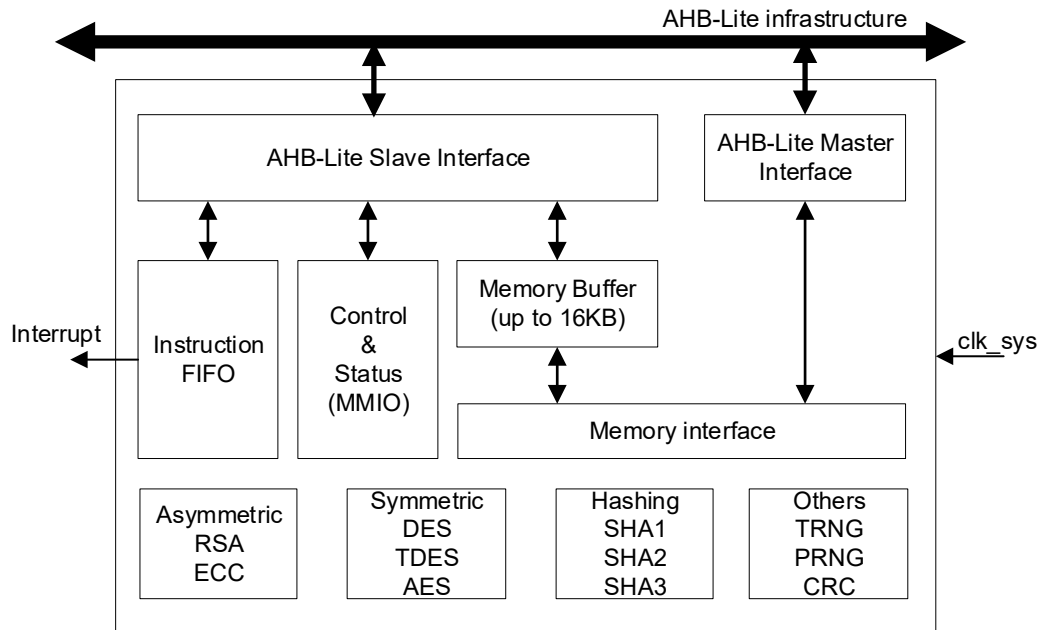 AHB-Lite infrastructure
AHB-Lite Slave Interface
AHB-Lite Master
Interface
Interrupt
Instruction
FIFO
Control
&
Status
(MMIO)
Memory Buffer
(up to 16KB)
clk_sys
Memory interface
Asymmetric
RSA
ECC
Symmetric
DES
TDES
AES
Hashing
SHA1
SHA2
SHA3
Others
TRNG
PRNG
CRC